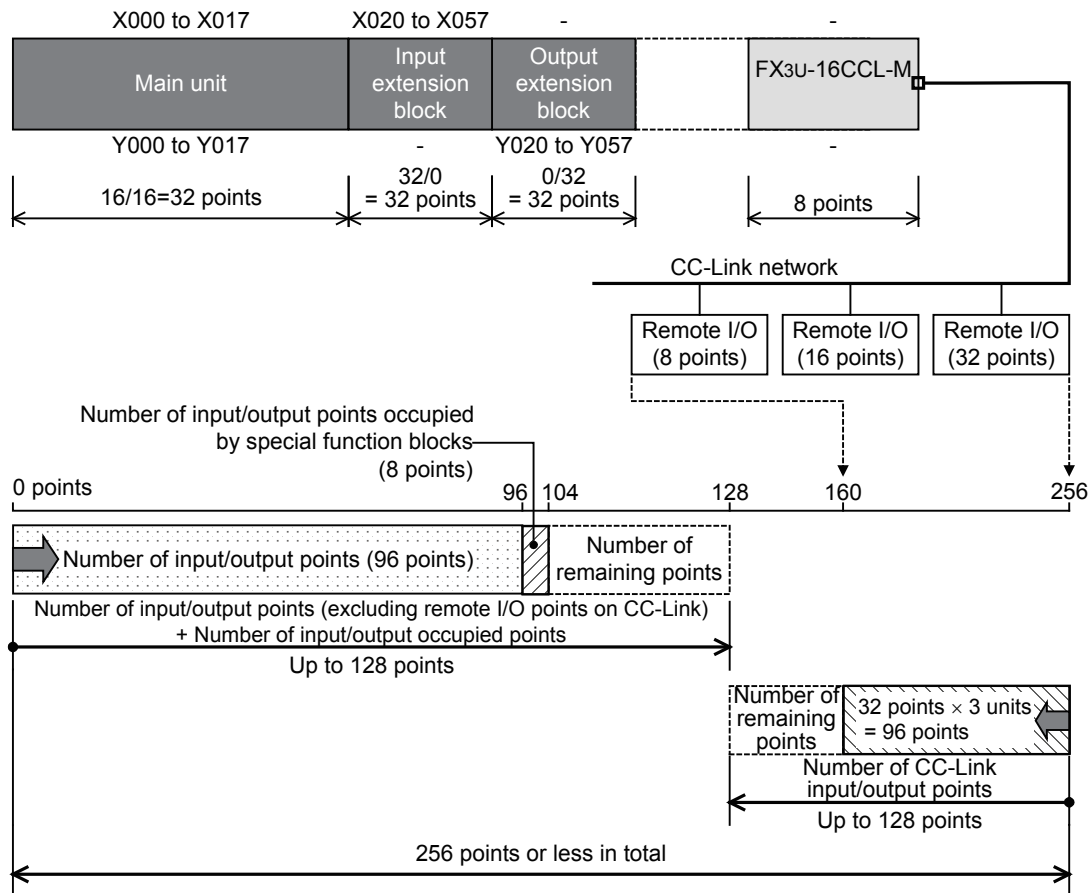 X000 to X017
X020 to X057
-
-
Main unit
Input
extension
block
Output
extension
block
FX3U-16CCL-M
Y000 to Y017
-
Y020 to Y057
-
16/16=32 points
32/0
= 32 points
0/32
= 32 points
8 points
CC-Link network
Remote I/O
(8 points)
Remote I/O
(16 points)
Remote I/O
(32 points)
Number of input/output points occupied
by special function blocks
(8 points)
0 points
96
104
128
160
256
Number of input/output points (96 points)
Number of
remaining points
Number of input/output points (excluding remote I/O points on CC-Link)
+ Number of input/output occupied points
Up to 128 points
Number of
remaining
points
32 points × 3 units
= 96 points
Number of CC-Link
input/output points
Up to 128 points
256 points or less in total